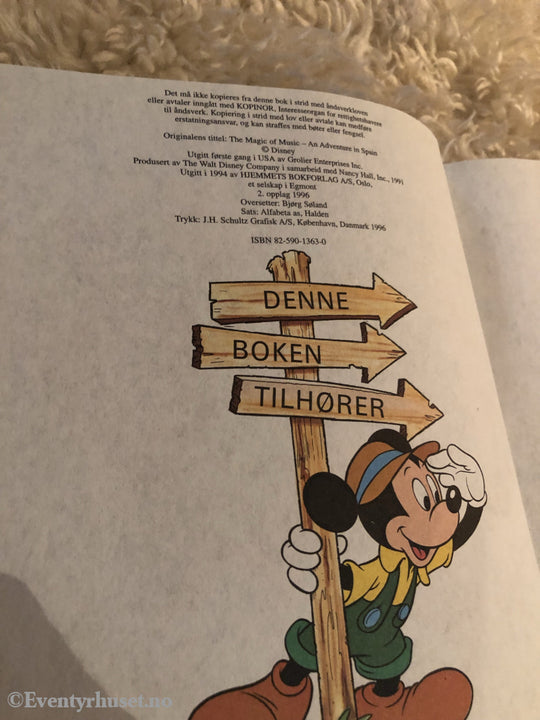 Det må ikke kopieres fra denne bok i strid med åndsverkloven
eller avtaler inngått med KOPINOR, Interesseorgan for rettighetshavere
til åndsverk. Kopiering i strid med lov eller avtale kan medføre
erstatningsansvar, og kan straffes med bøter eller fengsel.
Originalens tittel: The Magic of Music – An Adventure in Spain
© Disney
Utgitt første gang i USA av Grolier Enterprises Inc.
Produsert av The Walt Disney Company i samarbeid med Nancy Hall, Inc., 1991
Utgitt i 1994 av HJEMMETS BOKFORLAG A/S, Oslo,
et selskap i Egmont
2. opplag 1996
Oversetter: Bjørg Søland
Sats: Alfabeta as, Halden
Trykk: J.H. Schultz Grafisk A/S, København, Danmark 1996
ISBN 82-590-1363-0
DENNE
BOKEN
TILHØRER
©Eventyrhuset.no